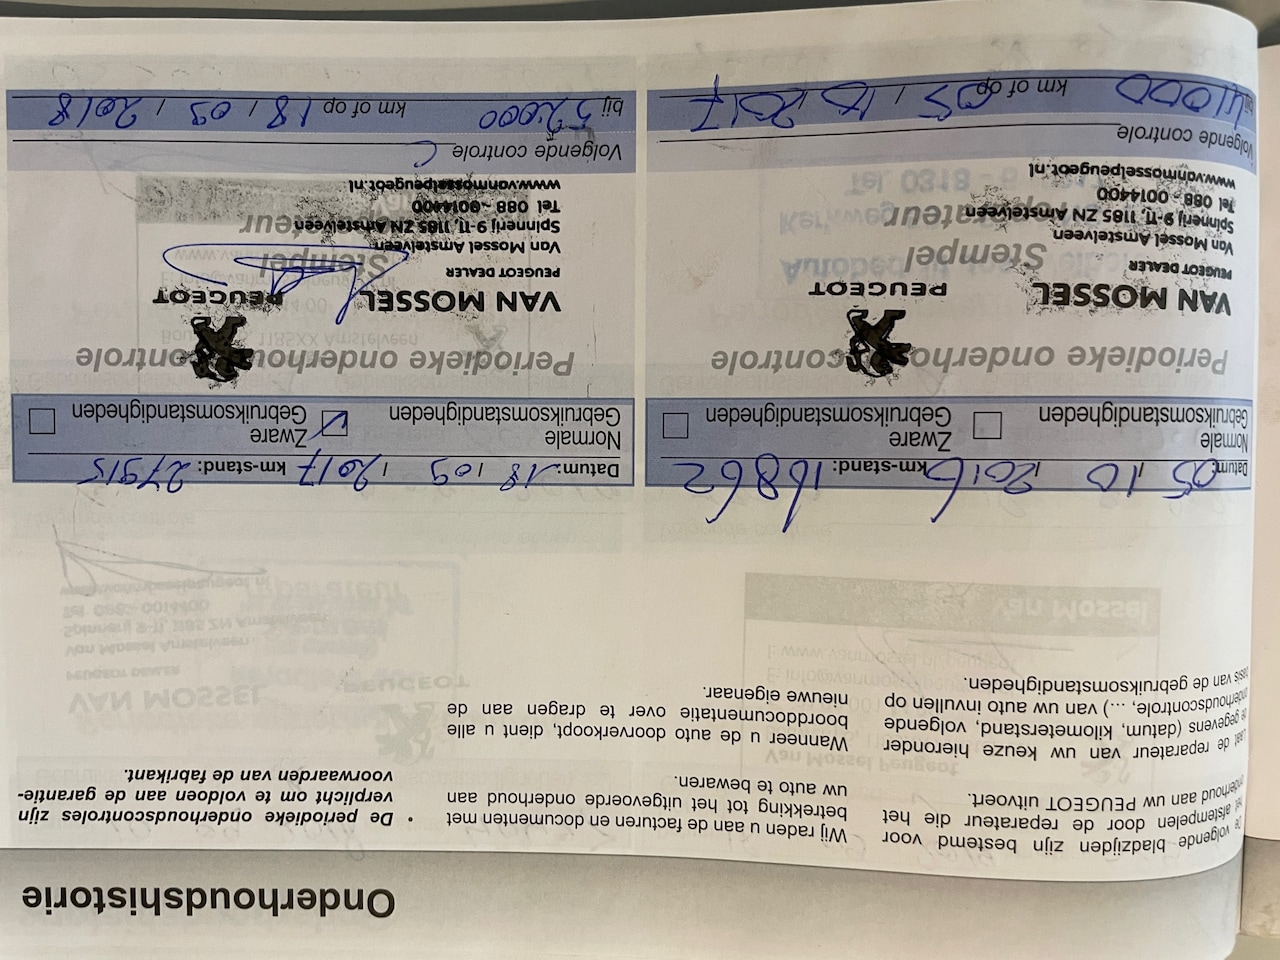 Onderhoudshistorie
De volgende bladzijden zijn bestemd voor
het afstempelen door de reparateur die het
onderhoud aan uw PEUGEOT uitvoert.
Laat de reparateur van uw keuze hieronder
de gegevens (datum, kilometerstand, volgende
onderhoudscontrole, ...) van uw auto invullen op
basis van de gebruiksomstandigheden.
Wij raden u aan de facturen en documenten met
betrekking tot het uitgevoerde onderhoud aan
uw auto te bewaren.
Wanneer u de auto doorverkoopt, dient u alle
boorddocumentatie over te dragen aan de
nieuwe eigenaar.
• De periodieke onderhoudscontroles zijn
verplicht om te voldoen aan de garantie-
voorwaarden van de fabrikant.
Datum: 05 / 10 / 2016 km-stand: 16862
Normale Gebruiksomstandigheden
Zware Gebruiksomstandigheden
Periodieke onderhoudscontrole
VAN MOSSEL PEUGEOT
PEUGEOT DEALER
Stempel
Van Mossel Amstelveen
reparateur
Spinnerij 9-11, 1185 ZN Amstelveen
Tel. 088 - 0014400
www.vanmosselpeugeot.nl
Volgende controle
bij 41000 km of op 05 / 10 / 2017
Datum: 18 / 09 / 2017 km-stand: 27915
Normale Gebruiksomstandigheden
Zware Gebruiksomstandigheden
Periodieke onderhoudscontrole
VAN MOSSEL PEUGEOT
PEUGEOT DEALER
Stempel
Van Mossel Amstelveen
reparateur
Spinnerij 9-11, 1185 ZN Amstelveen
Tel. 088 - 0014400
www.vanmosselpeugeot.nl
Volgende controle
bij 52000 km of op 18 / 09 / 2018